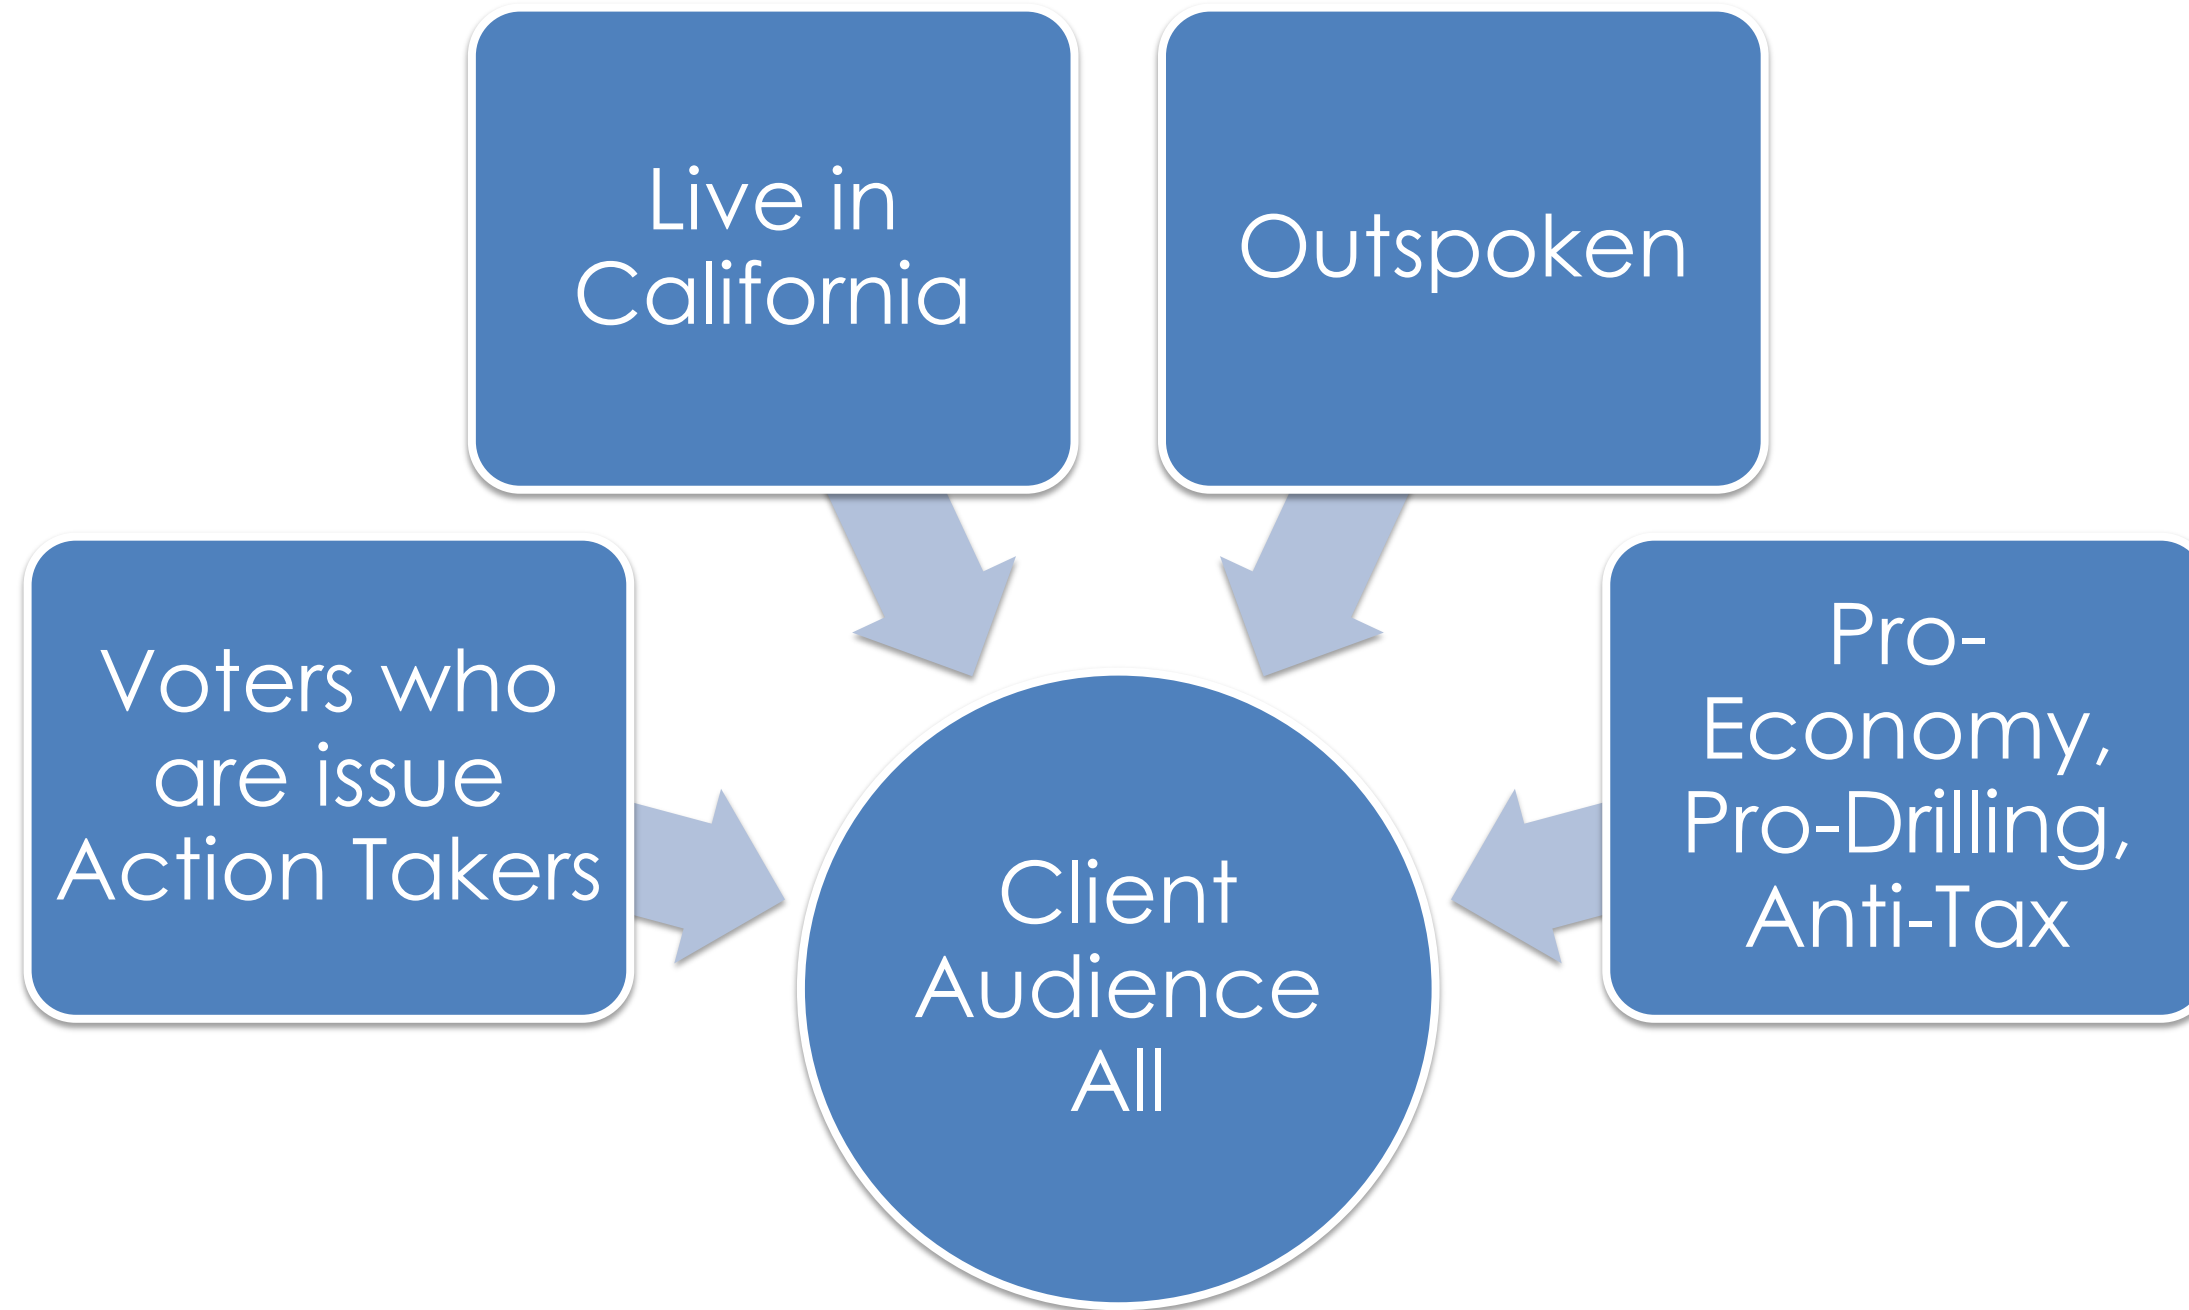 Live in
California
Outspoken
Voters who
are issue
Action Takers
Pro-
Economy,
Pro-Drilling,
Anti-Tax
Client
Audience
All